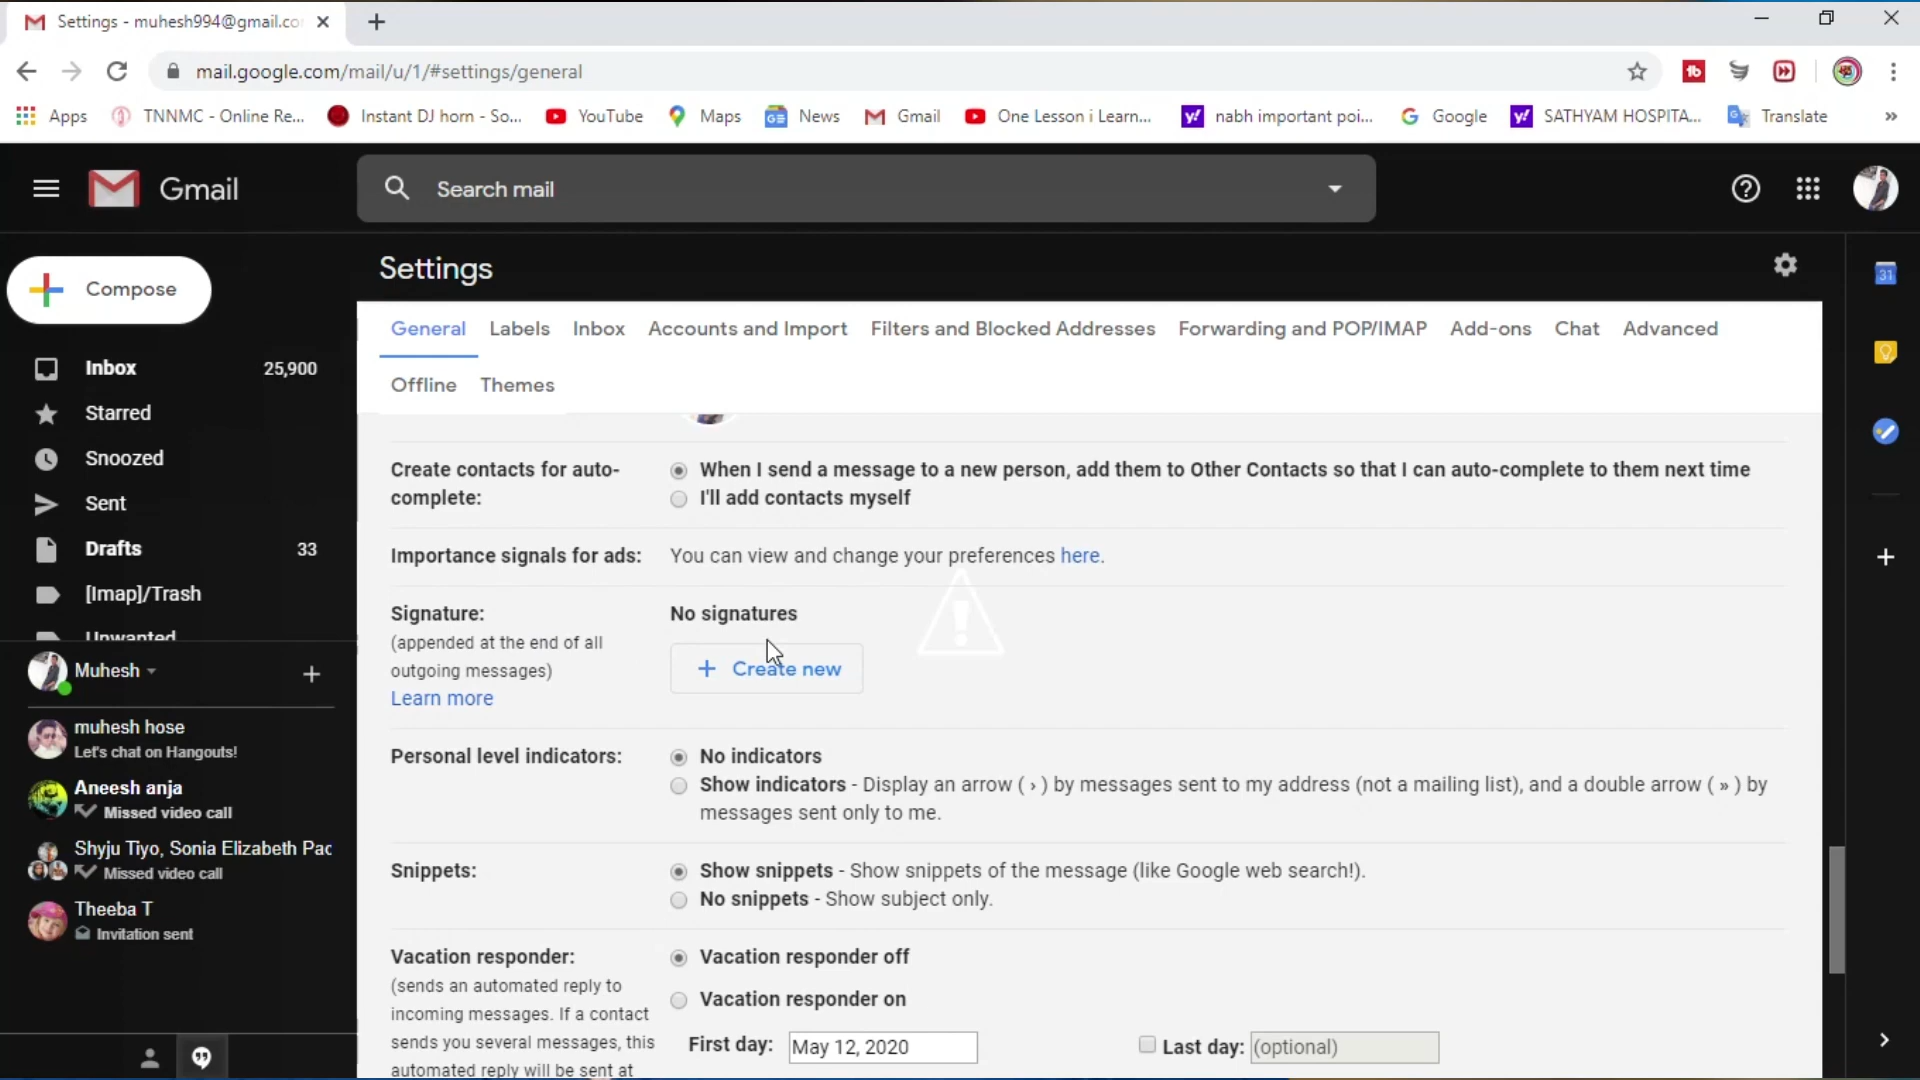 Settings - muhesh994@gmail.co
mail.google.com/mail/u/1/#settings/general
Apps
TNNMC - Online Re...
Instant DJ horn - So...
YouTube
Maps
News
Gmail
One Lesson i Learn...
nabh important poi...
Google
SATHYAM HOSPITA...
Translate
»
Gmail
Search mail
Compose
Settings
General Labels Inbox Accounts and Import Filters and Blocked Addresses Forwarding and POP/IMAP Add-ons Chat Advanced
Offline Themes
Inbox 25,900
Starred
Snoozed
Sent
Drafts 33
[Imap]/Trash
Unwanted
Muhesh
muhesh hose
Let's chat on Hangouts!
Aneesh anja
Missed video call
Shyju Tiyo, Sonia Elizabeth Pac
Missed video call
Theeba T
Invitation sent
Create contacts for auto-
complete:
When I send a message to a new person, add them to Other Contacts so that I can auto-complete to them next time
I'll add contacts myself
Importance signals for ads:
You can view and change your preferences here.
Signature:
(appended at the end of all
outgoing messages)
Learn more
No signatures
+ Create new
Personal level indicators:
No indicators
Show indicators - Display an arrow ( › ) by messages sent to my address (not a mailing list), and a double arrow ( » ) by
messages sent only to me.
Snippets:
Show snippets - Show snippets of the message (like Google web search!).
No snippets - Show subject only.
Vacation responder:
(sends an automated reply to
incoming messages. If a contact
sends you several messages, this
automated reply will be sent at
Vacation responder off
Vacation responder on
First day: May 12, 2020
Last day: (optional)
31